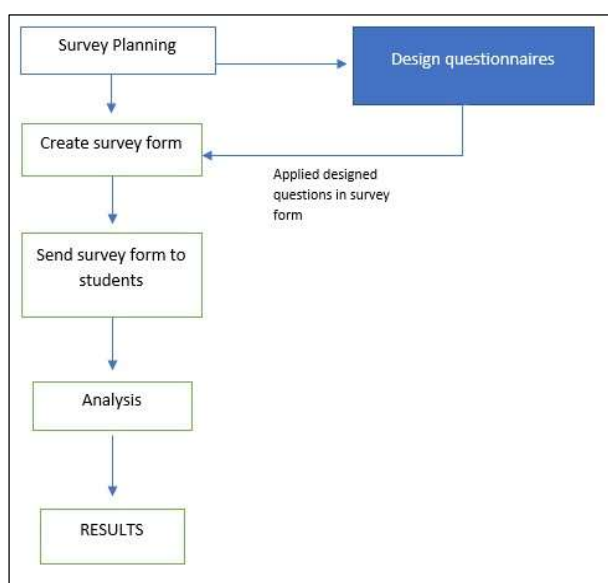 Survey Planning
Design questionnaires
Create survey form
Applied designed
questions in survey
form
Send survey form to
students
Analysis
RESULTS